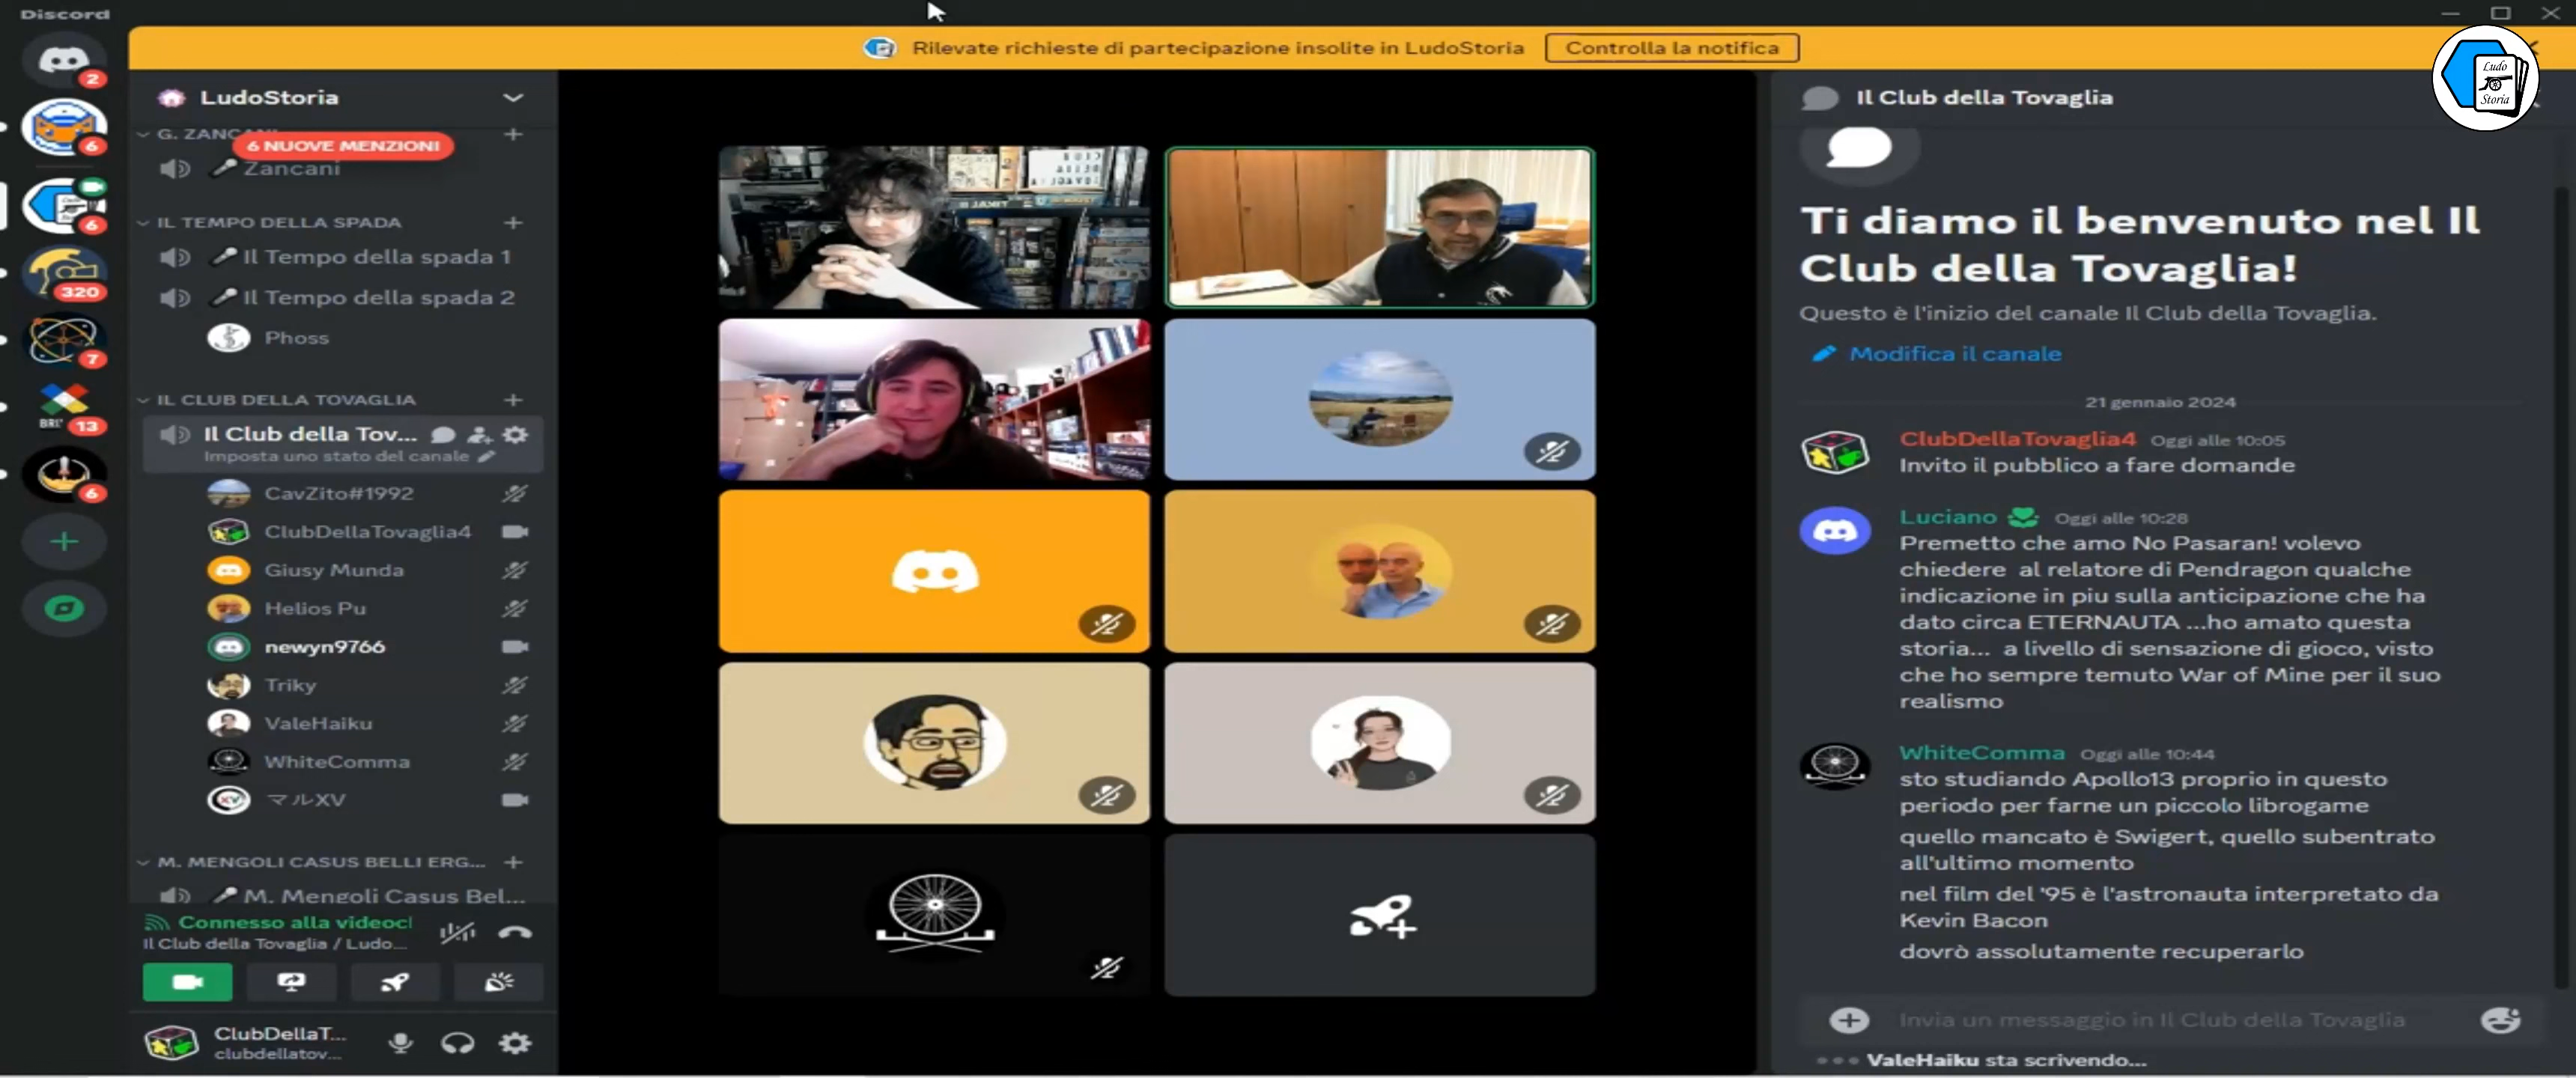 Discord
Rilevate richieste di partecipazione insolite in LudoStoria
Controlla la notifica
2
6
6
320
7
BRL'
13
6
LudoStoria
G. ZANCANI
6 NUOVE MENZIONI
Zancani
IL TEMPO DELLA SPADA
Il Tempo della spada 1
Il Tempo della spada 2
Phoss
IL CLUB DELLA TOVAGLIA
Il Club della Tov...
Imposta uno stato del canale
CavZito#1992
ClubDellaTovaglia4
Giusy Munda
Helios Pu
newyn9766
Triky
ValeHaiku
WhiteComma
マルXV
M. MENGOLI CASUS BELLI ERG...
M. Mengoli Casus Bel...
Connesso alla videocl
Il Club della Tovaglia / Ludo...
ClubDellaT...
clubdellatov...
Il Club della Tovaglia
Ludo
Storia
Ti diamo il benvenuto nel Il
Club della Tovaglia!
Questo è l'inizio del canale Il Club della Tovaglia.
Modifica il canale
21 gennaio 2024
ClubDellaTovaglia4 Oggi alle 10:05
Invito il pubblico a fare domande
Luciano Oggi alle 10:28
Premetto che amo No Pasaran! volevo
chiedere al relatore di Pendragon qualche
indicazione in piu sulla anticipazione che ha
dato circa ETERNAUTA ...ho amato questa
storia... a livello di sensazione di gioco, visto
che ho sempre temuto War of Mine per il suo
realismo
WhiteComma Oggi alle 10:44
sto studiando Apollo13 proprio in questo
periodo per farne un piccolo librogame
quello mancato è Swigert, quello subentrato
all'ultimo momento
nel film del '95 è l'astronauta interpretato da
Kevin Bacon
dovrò assolutamente recuperarlo
Invia un messaggio in Il Club della Tovaglia
ValeHaiku sta scrivendo...